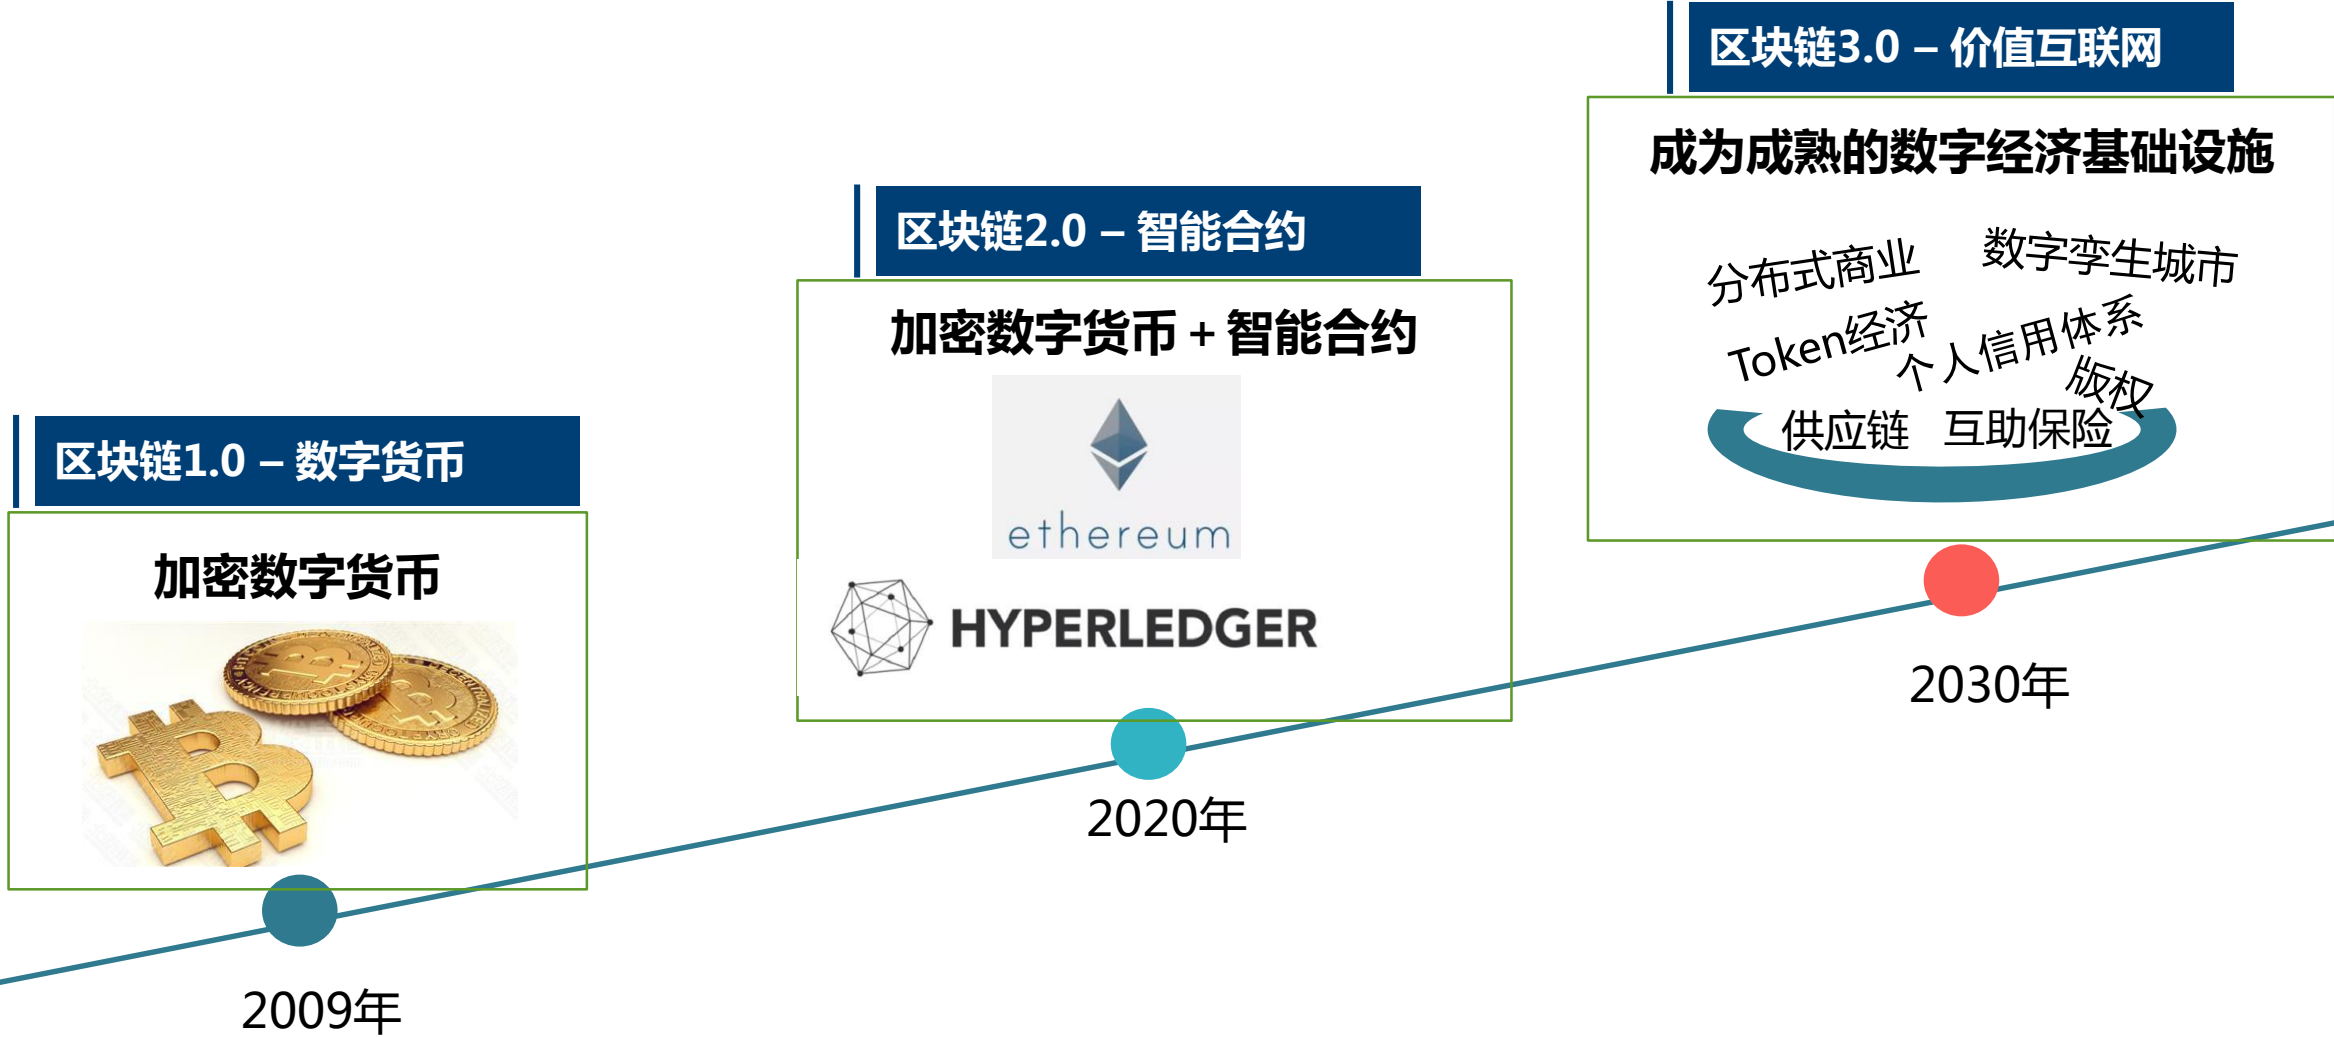 区块链3.0 – 价值互联网
成为成熟的数字经济基础设施
分布式商业
数字孪生城市
Token经济
个人信用体系
版权
供应链
互助保险
2030年
区块链2.0 – 智能合约
加密数字货币 + 智能合约
ethereum
HYPERLEDGER
2020年
区块链1.0 – 数字货币
加密数字货币
2009年